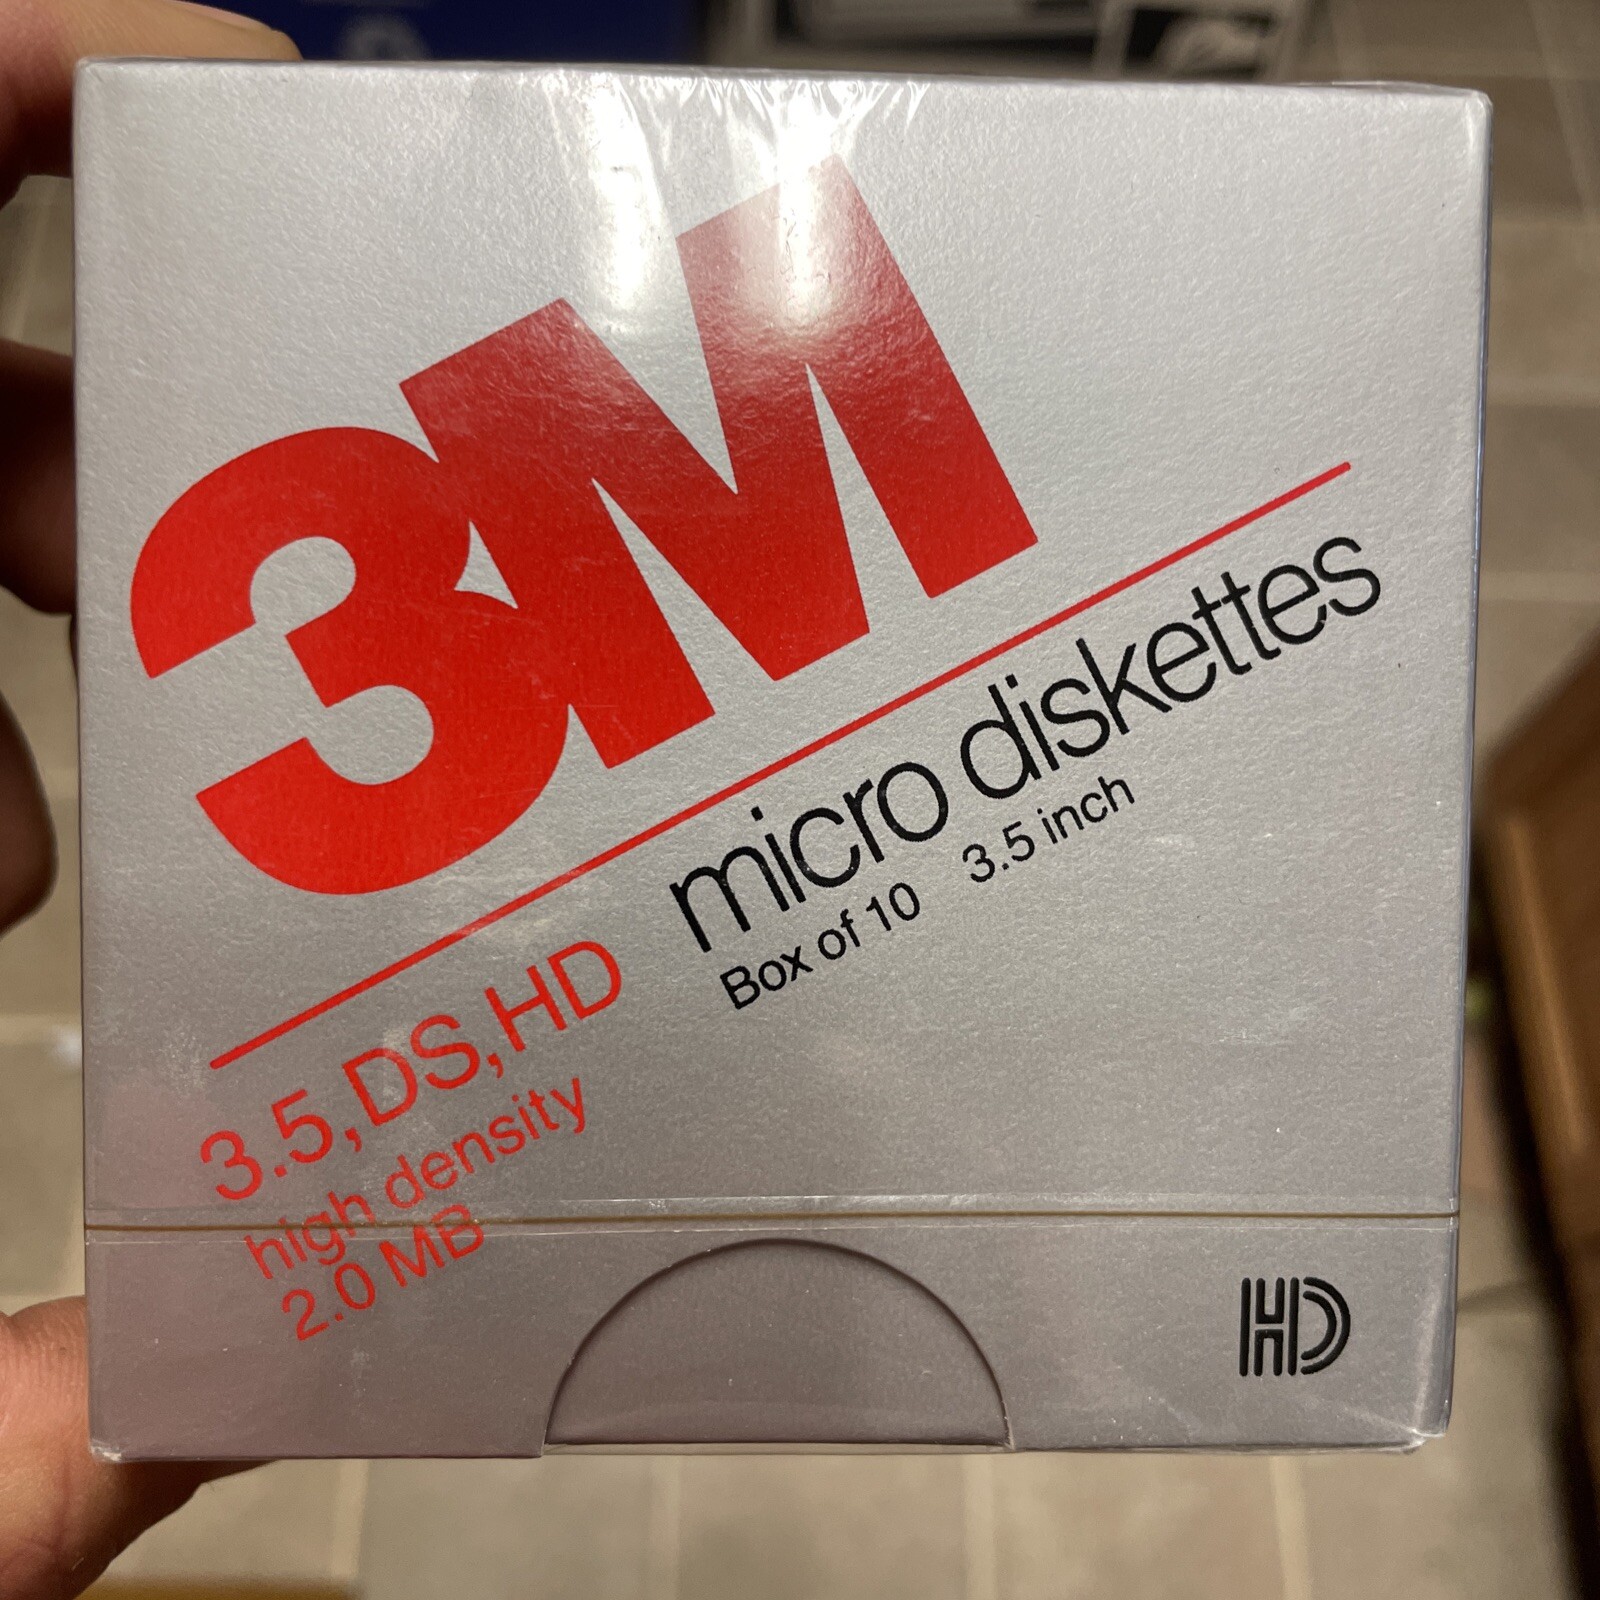 3M
micro diskettes
Box of 10 3.5 inch
3.5,DS,HD
high density
2.0 MB
HD